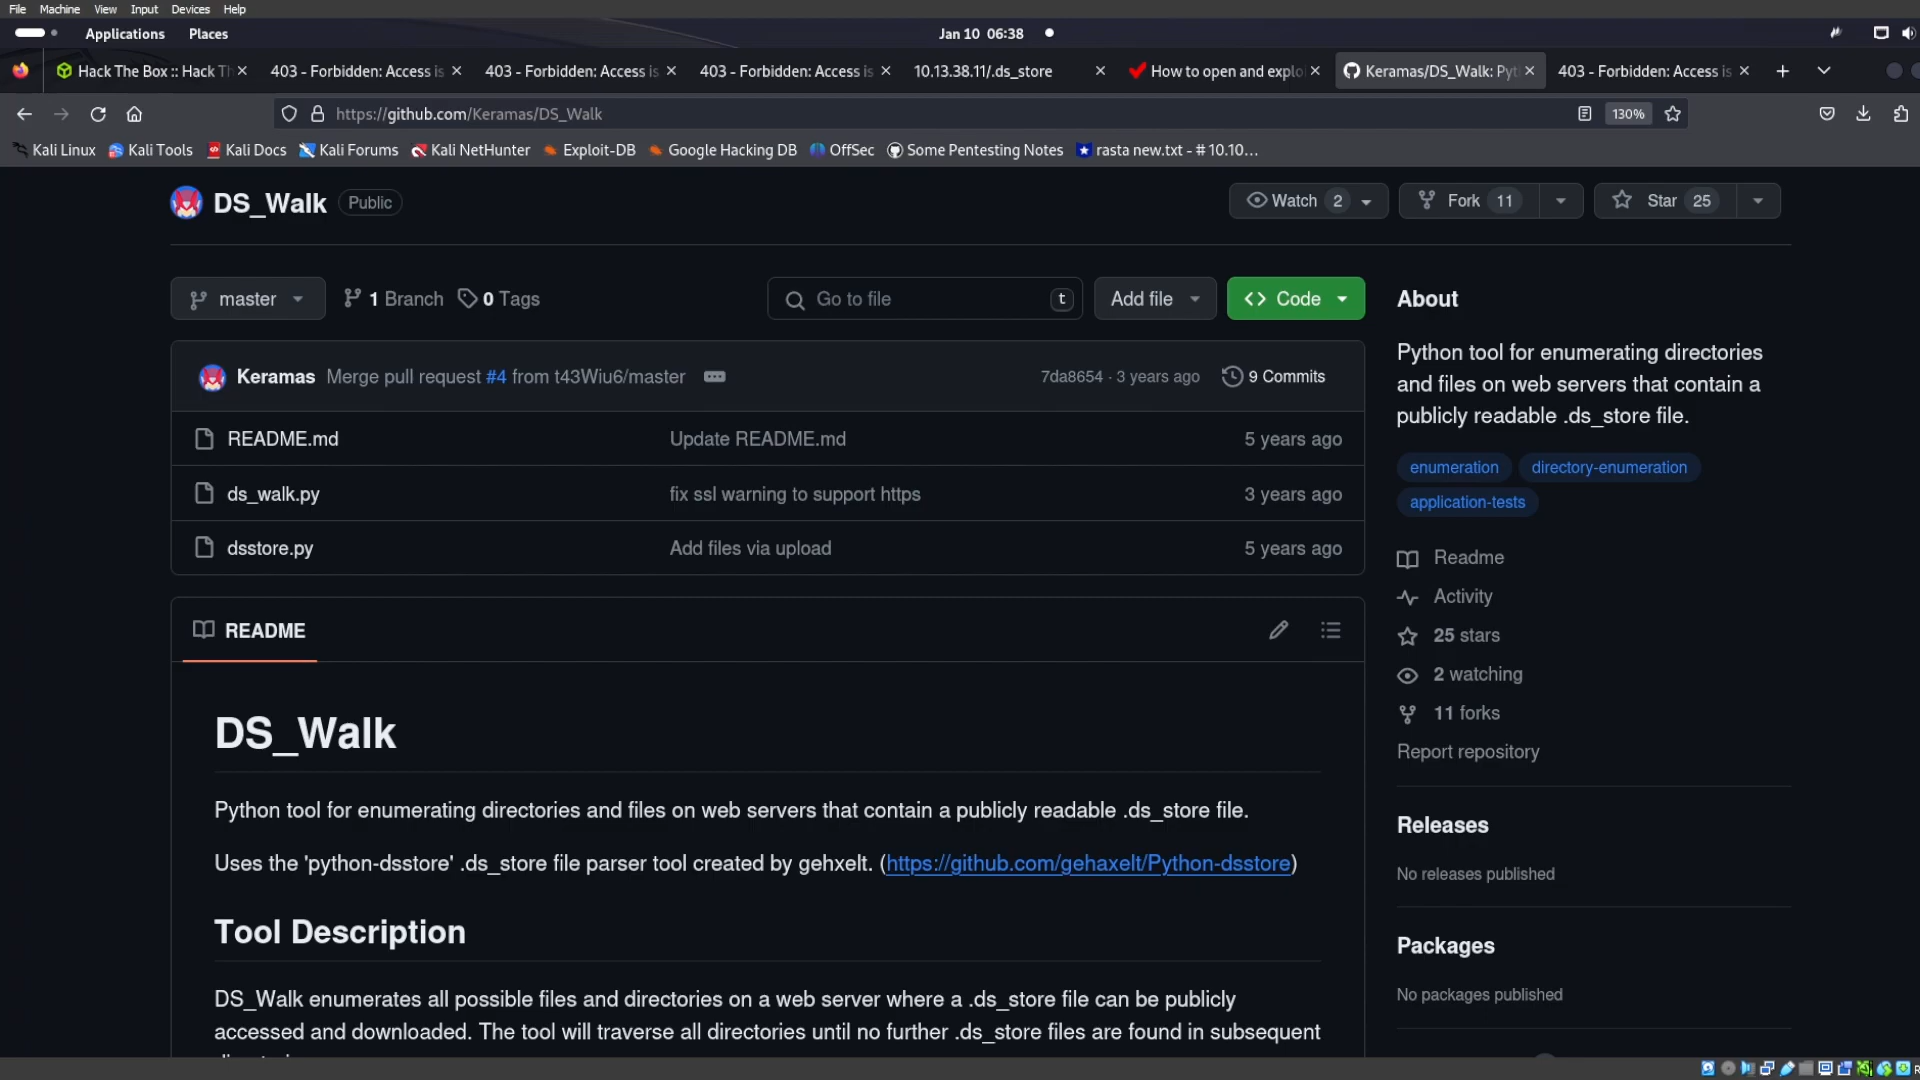 File Machine View Input Devices Help
Applications Places Jan 10 06:38
Hack The Box :: Hack Th 403 - Forbidden: Access is 403 - Forbidden: Access is 403 - Forbidden: Access is 10.13.38.11/.ds_store How to open and explo Keramas/DS_Walk: Pyt 403 - Forbidden: Access is
https://github.com/Keramas/DS_Walk 130%
Kali Linux Kali Tools Kali Docs Kali Forums Kali NetHunter Exploit-DB Google Hacking DB OffSec Some Pentesting Notes rasta new.txt - # 10.10...
DS_Walk Public Watch 2 Fork 11 Star 25
master 1 Branch 0 Tags Go to file t Add file Code
Keramas Merge pull request #4 from t43Wiu6/master 7da8654 · 3 years ago 9 Commits
README.md Update README.md 5 years ago
ds_walk.py fix ssl warning to support https 3 years ago
dsstore.py Add files via upload 5 years ago
README
DS_Walk
Python tool for enumerating directories and files on web servers that contain a publicly readable .ds_store file.
Uses the 'python-dsstore' .ds_store file parser tool created by gehxelt. (https://github.com/gehaxelt/Python-dsstore)
Tool Description
DS_Walk enumerates all possible files and directories on a web server where a .ds_store file can be publicly
accessed and downloaded. The tool will traverse all directories until no further .ds_store files are found in subsequent
About
Python tool for enumerating directories
and files on web servers that contain a
publicly readable .ds_store file.
enumeration directory-enumeration
application-tests
Readme
Activity
25 stars
2 watching
11 forks
Report repository
Releases
No releases published
Packages
No packages published